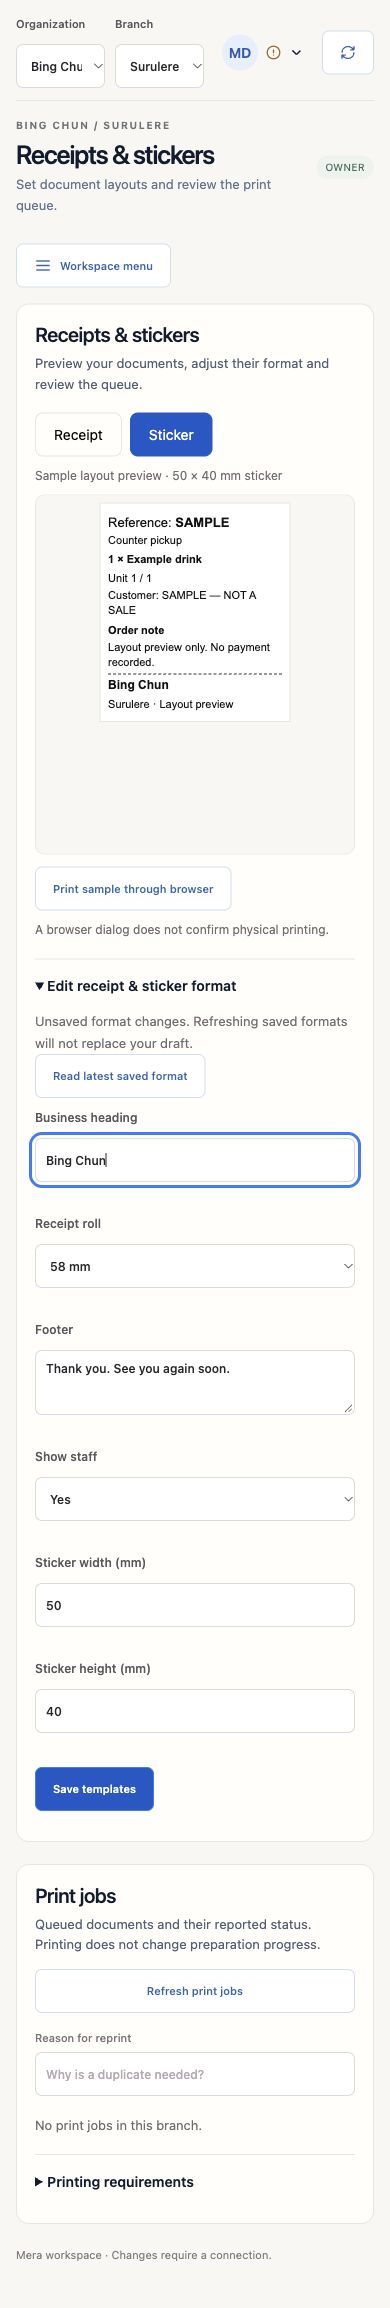 Organization
Branch
Bing Chu
Surulere
MD
BING CHUN / SURULERE
Receipts & stickers
OWNER
Set document layouts and review the print
queue.
Workspace menu
Receipts & stickers
Preview your documents, adjust their format and
review the queue.
Receipt
Sticker
Sample layout preview · 50 × 40 mm sticker
Reference: SAMPLE
Counter pickup
1 × Example drink
Unit 1 / 1
Customer: SAMPLE — NOT A
SALE
Order note
Layout preview only. No payment
recorded.
Bing Chun
Surulere · Layout preview
Print sample through browser
A browser dialog does not confirm physical printing.
Edit receipt & sticker format
Unsaved format changes. Refreshing saved formats
will not replace your draft.
Read latest saved format
Business heading
Bing Chun
Receipt roll
58 mm
Footer
Thank you. See you again soon.
Show staff
Yes
Sticker width (mm)
50
Sticker height (mm)
40
Save templates
Print jobs
Queued documents and their reported status.
Printing does not change preparation progress.
Refresh print jobs
Reason for reprint
Why is a duplicate needed?
No print jobs in this branch.
Printing requirements
Mera workspace · Changes require a connection.